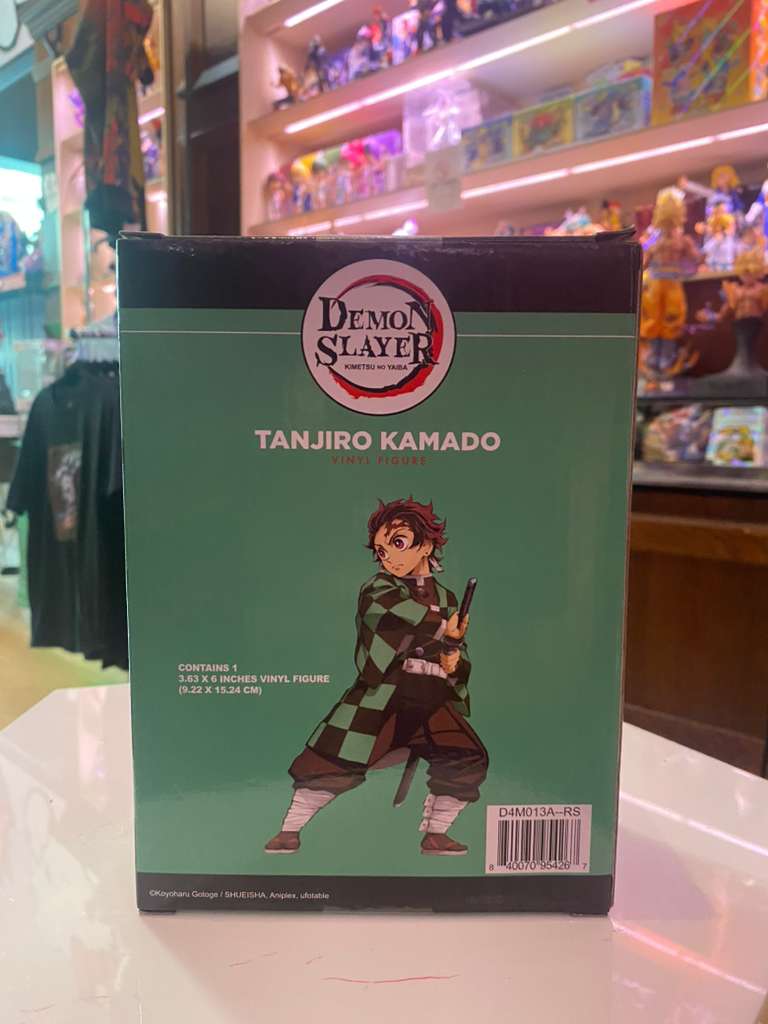 DEMON
SLAYER
KIMETSU NO YAIBA
TANJIRO KAMADO
VINYL FIGURE
CONTAINS 1
3.63 X 6 INCHES VINYL FIGURE
(9.22 X 15.24 CM)
D4M013A--RS
8 40070 95426 7
©Koyoharu Gotoge / SHUEISHA, Aniplex, ufotable